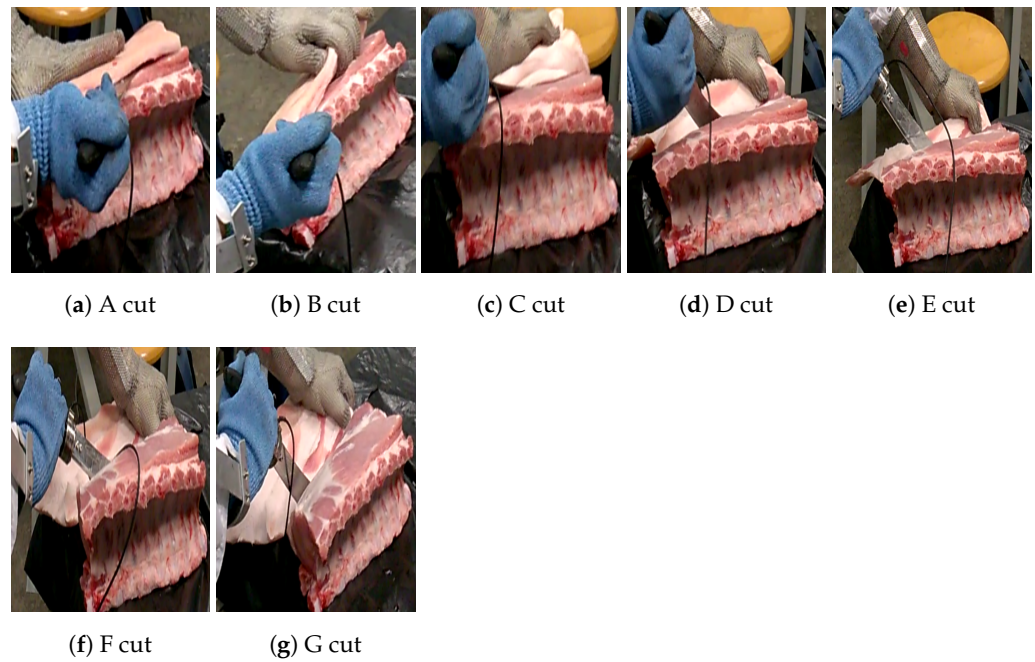 (a) A cut
(b) B cut
(c) C cut
(d) D cut
(e) E cut
(f) F cut
(g) G cut